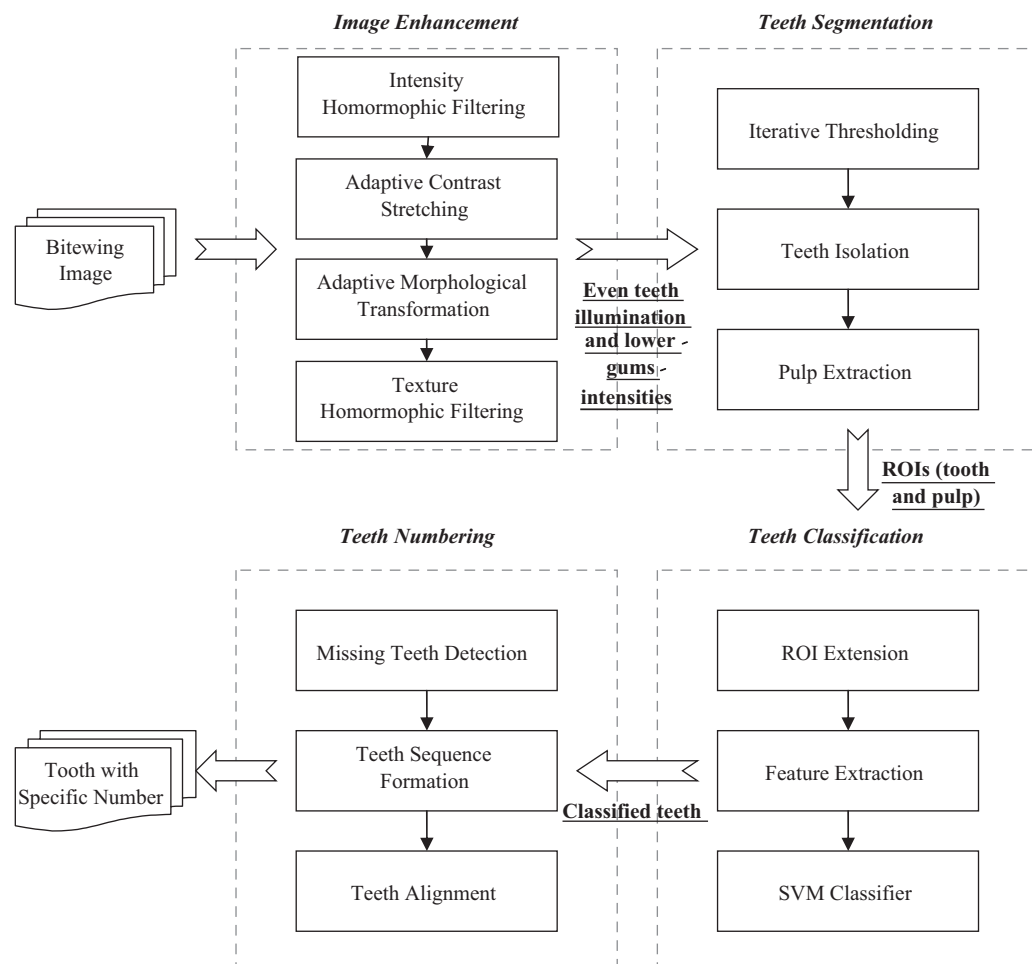 Image Enhancement
Teeth Segmentation
Intensity
Homormophic Filtering
Adaptive Contrast
Stretching
Adaptive Morphological
Transformation
Texture
Homormophic Filtering
Bitewing
Image
Even teeth
illumination
and lower
gums
intensities
Iterative Thresholding
Teeth Isolation
Pulp Extraction
ROIs (tooth
and pulp)
Teeth Numbering
Teeth Classification
Missing Teeth Detection
Teeth Sequence
Formation
Teeth Alignment
ROI Extension
Feature Extraction
SVM Classifier
Classified teeth
Tooth with
Specific Number